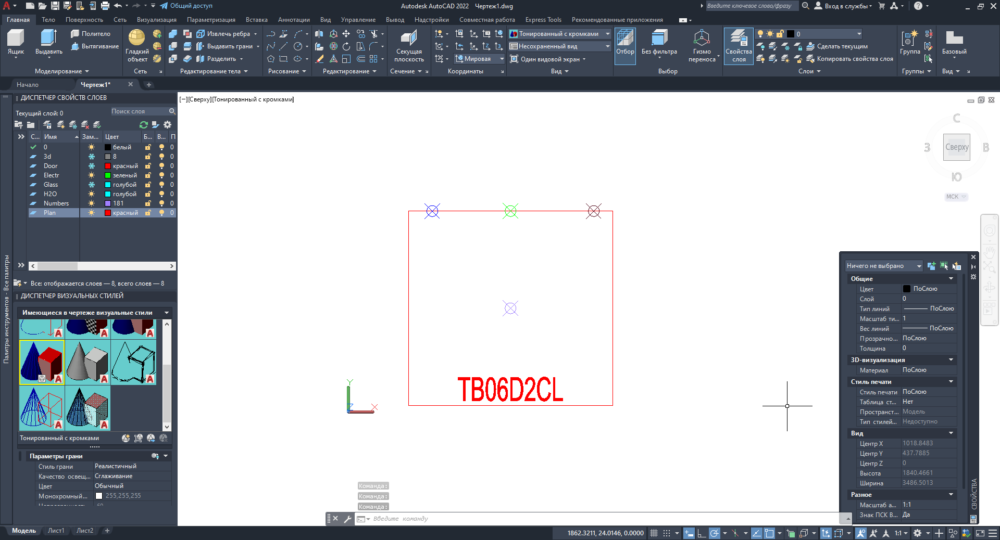 Общий доступ
Autodesk AutoCAD 2022 Чертеж1.dwg
Введите ключевое слово/фразу
Вход в службы
Главная Тело Поверхность Сеть Визуализация Параметризация Вставка Аннотации Вид Управление Вывод Надстройки Совместная работа Express Tools Рекомендованные приложения
Ящик
Выдавить
Политело
Вытягивание
Моделирование
Гладкий объект
Сеть
Извлечь ребра
Выдавить грани
Разделить
Редактирование тела
Рисование
Редактирование
Секущая плоскость
Сечение
Мировая
Координаты
Тонированный с кромками
Несохраненный вид
Один видовой экран
Вид
Отбор
Без фильтра
Гизмо переноса
Выбор
Свойства слоя
0
Сделать текущим
Копировать свойства слоя
Слои
Группа
Группы
Базовый
Вид
Начало
Чертеж1*
ДИСПЕТЧЕР СВОЙСТВ СЛОЕВ
Текущий слой: 0
Поиск слоя
С... Имя Зам... Цвет Б... В... П
0 белый 0
3d 8 0
Door красный 0
Electr зеленый 0
Glass голубой 0
H2O голубой 0
Numbers 181 0
Plan красный 0
Все: отображается слоев — 8, всего слоев — 8
ДИСПЕТЧЕР ВИЗУАЛЬНЫХ СТИЛЕЙ
Имеющиеся в чертеже визуальные стили
Тонированный с кромками
Параметры грани
Стиль грани Реалистичный
Качество освещ... Сглаживание
Цвет Обычный
Монохромный... 255,255,255
Палитры инструментов - Все палитры
[−][Сверху][Тонированный с кромками]
С
З
Сверху
В
Ю
МСК
TB06D2CL
Y
X
Z
Команда:
Команда:
Команда:
Введите команду
Ничего не выбрано
Общие
Цвет ПоСлою
Слой 0
Тип линий ПоСлою
Масштаб ти... 1
Вес линий ПоСлою
Прозрачно... ПоСлою
Толщина 0
3D-визуализация
Материал ПоСлою
Стиль печати
Стиль печати ПоСлою
Таблица ст... Нет
Пространст... Модель
Тип стилей... Недоступно
Вид
Центр X 1018.8483
Центр Y 437.7885
Центр Z 0
Высота 1840.4661
Ширина 3486.5013
Разное
Масштаб а... 1:1
Знак ПСК В... Да
СВОЙСТВА
Модель Лист1 Лист2
1862.3211, 24.0146, 0.0000
1:1